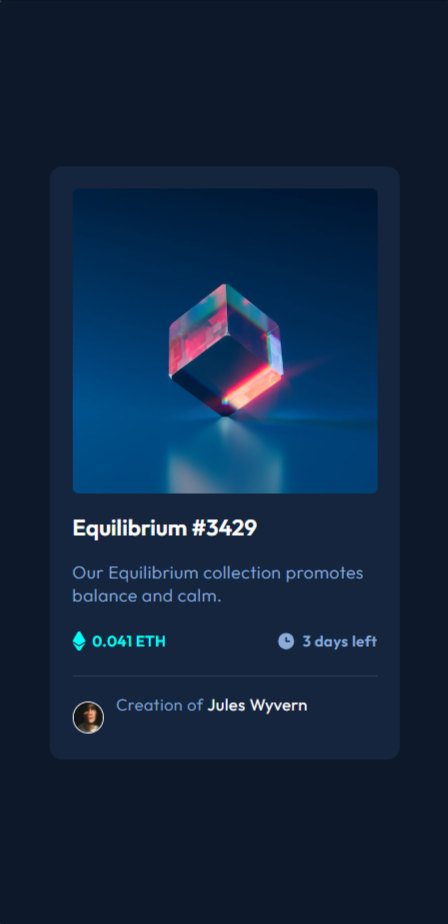 Equilibrium #3429
Our Equilibrium collection promotes
balance and calm.
0.041 ETH 3 days left
Creation of Jules Wyvern